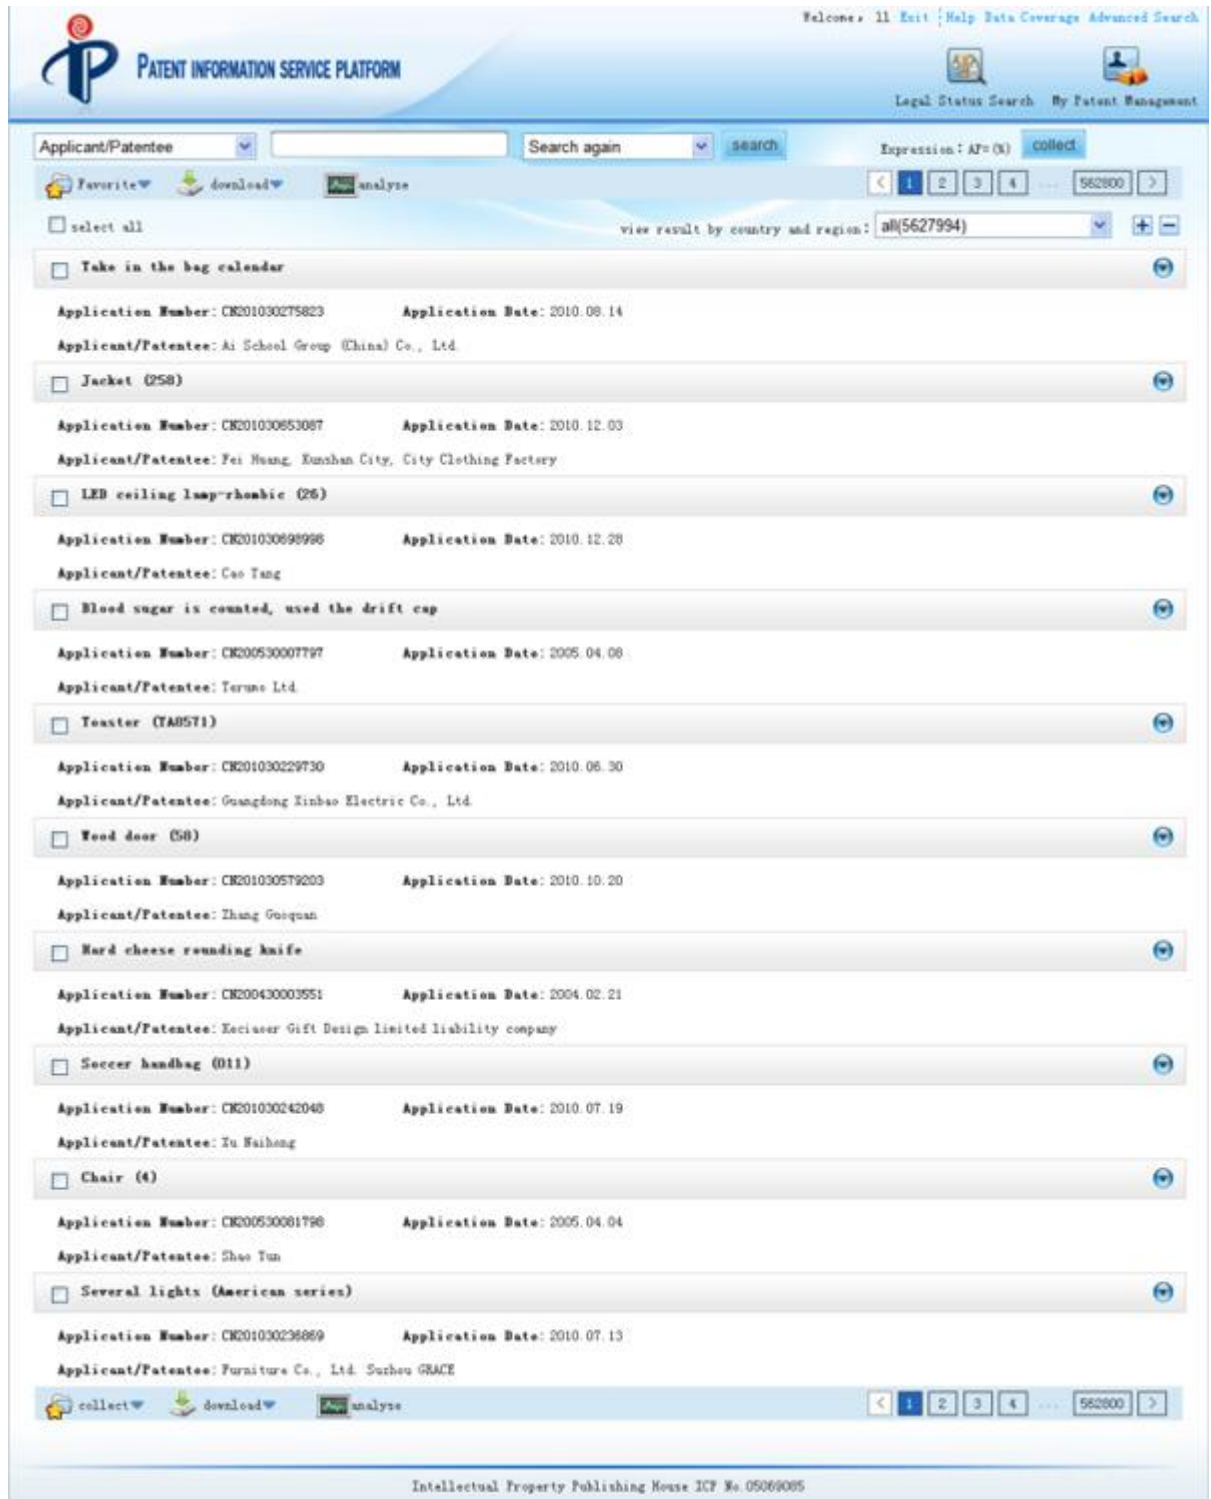 Welcome, ll Exit Help Data Coverage Advanced Search
PATENT INFORMATION SERVICE PLATFORM
Legal Status Search My Patent Management
Applicant/Patentee Search again search Expression: AP=(%) collect
Favorite download analyse < 1 2 3 4 ... 562800 >
select all view result by country and region: all(5627994)
Take in the bag calendar
Application Number: CN201030275823 Application Date: 2010.08.14
Applicant/Patentee: Ai School Group (China) Co., Ltd.
Jacket (258)
Application Number: CN201030653087 Application Date: 2010.12.03
Applicant/Patentee: Fei Huang, Kunshan City, City Clothing Factory
LED ceiling lamp-rhombic (26)
Application Number: CN201030698996 Application Date: 2010.12.28
Applicant/Patentee: Cao Tang
Blood sugar is counted, used the drift cap
Application Number: CN200530007797 Application Date: 2005.04.08
Applicant/Patentee: Terumo Ltd.
Toaster (TA8571)
Application Number: CN201030229730 Application Date: 2010.06.30
Applicant/Patentee: Guangdong Xinbao Electric Co., Ltd.
Wood door (58)
Application Number: CN201030579203 Application Date: 2010.10.20
Applicant/Patentee: Zhang Guoquan
Hard cheese rounding knife
Application Number: CN200430003551 Application Date: 2004.02.21
Applicant/Patentee: Gift Design limited liability company
Soccer handbag (011)
Application Number: CN201030242048 Application Date: 2010.07.19
Applicant/Patentee: Xu Naihong
Chair (4)
Application Number: CN200530081798 Application Date: 2005.04.04
Applicant/Patentee: Shao Yun
Several lights (American series)
Application Number: CN201030236869 Application Date: 2010.07.13
Applicant/Patentee: Furniture Co., Ltd. Suzhou GRACE
collect download analyse < 1 2 3 4 ... 562800 >
Intellectual Property Publishing House ICP No.05069085